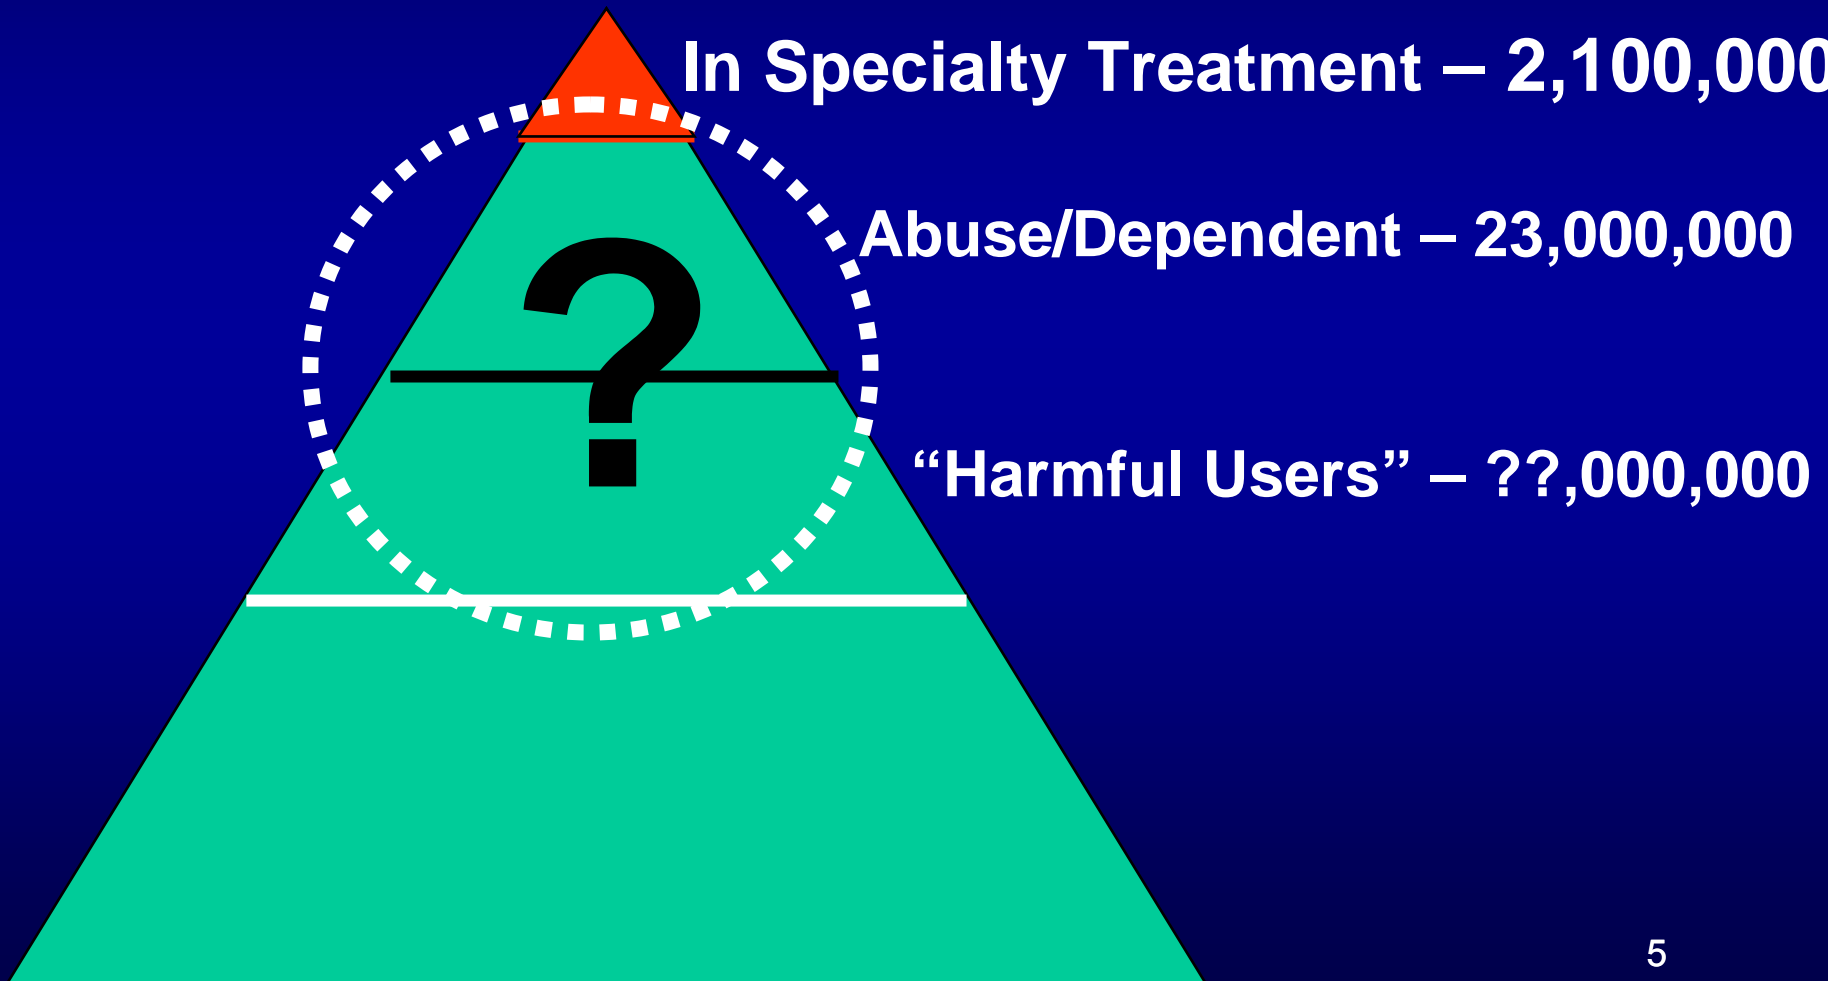 In Specialty Treatment – 2,100,000
Abuse/Dependent – 23,000,000
?
“Harmful Users” – ??,000,000
5